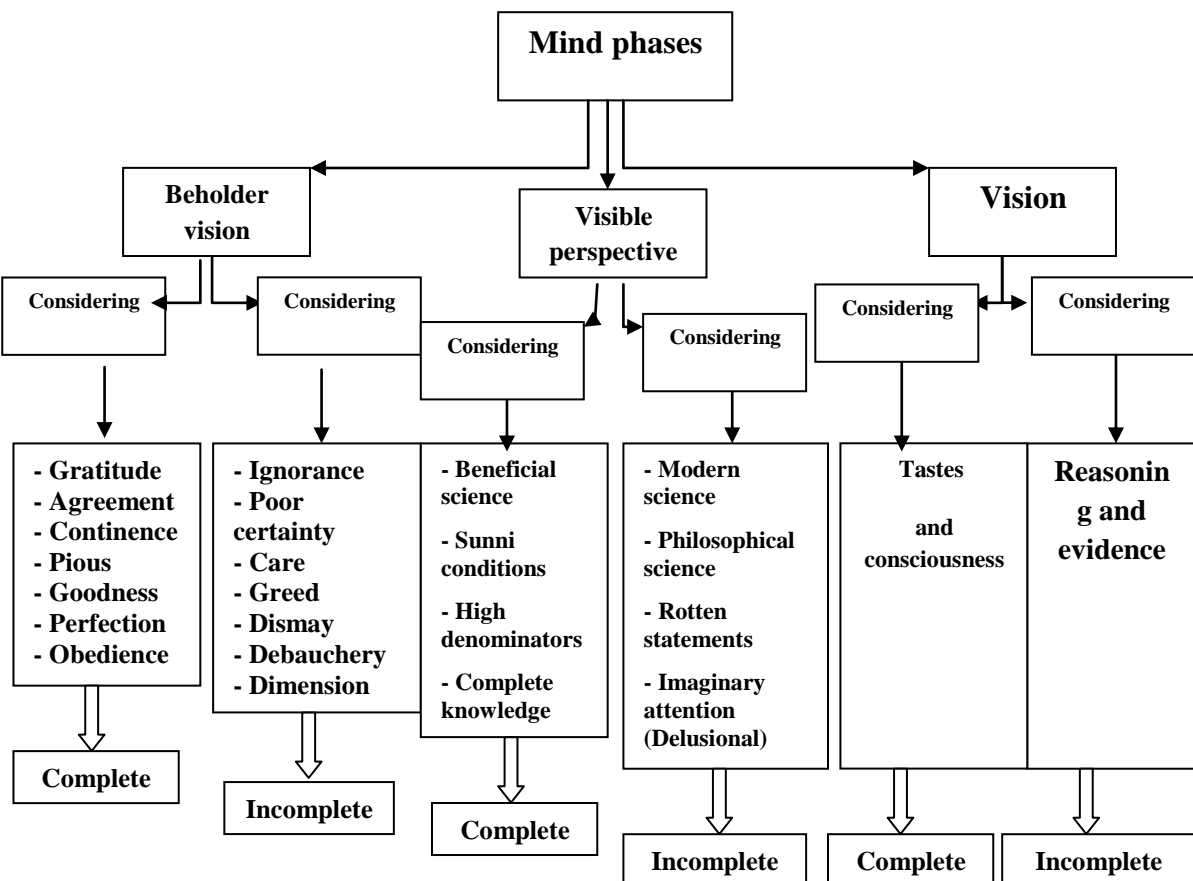 Mind phases
Beholder
vision
Visible
perspective
Vision
Considering
Considering
Considering
Considering
Considering
Considering
- Gratitude
- Agreement
- Continence
- Pious
- Goodness
- Perfection
- Obedience
- Ignorance
- Poor
certainty
- Care
- Greed
- Dismay
- Debauchery
- Dimension
- Beneficial
science
- Sunni
conditions
- High
denominators
- Complete
knowledge
- Modern
science
- Philosophical
science
- Rotten
statements
- Imaginary
attention
(Delusional)
Tastes
and
consciousness
Reasonin
g and
evidence
Complete
Incomplete
Complete
Incomplete
Complete
Incomplete